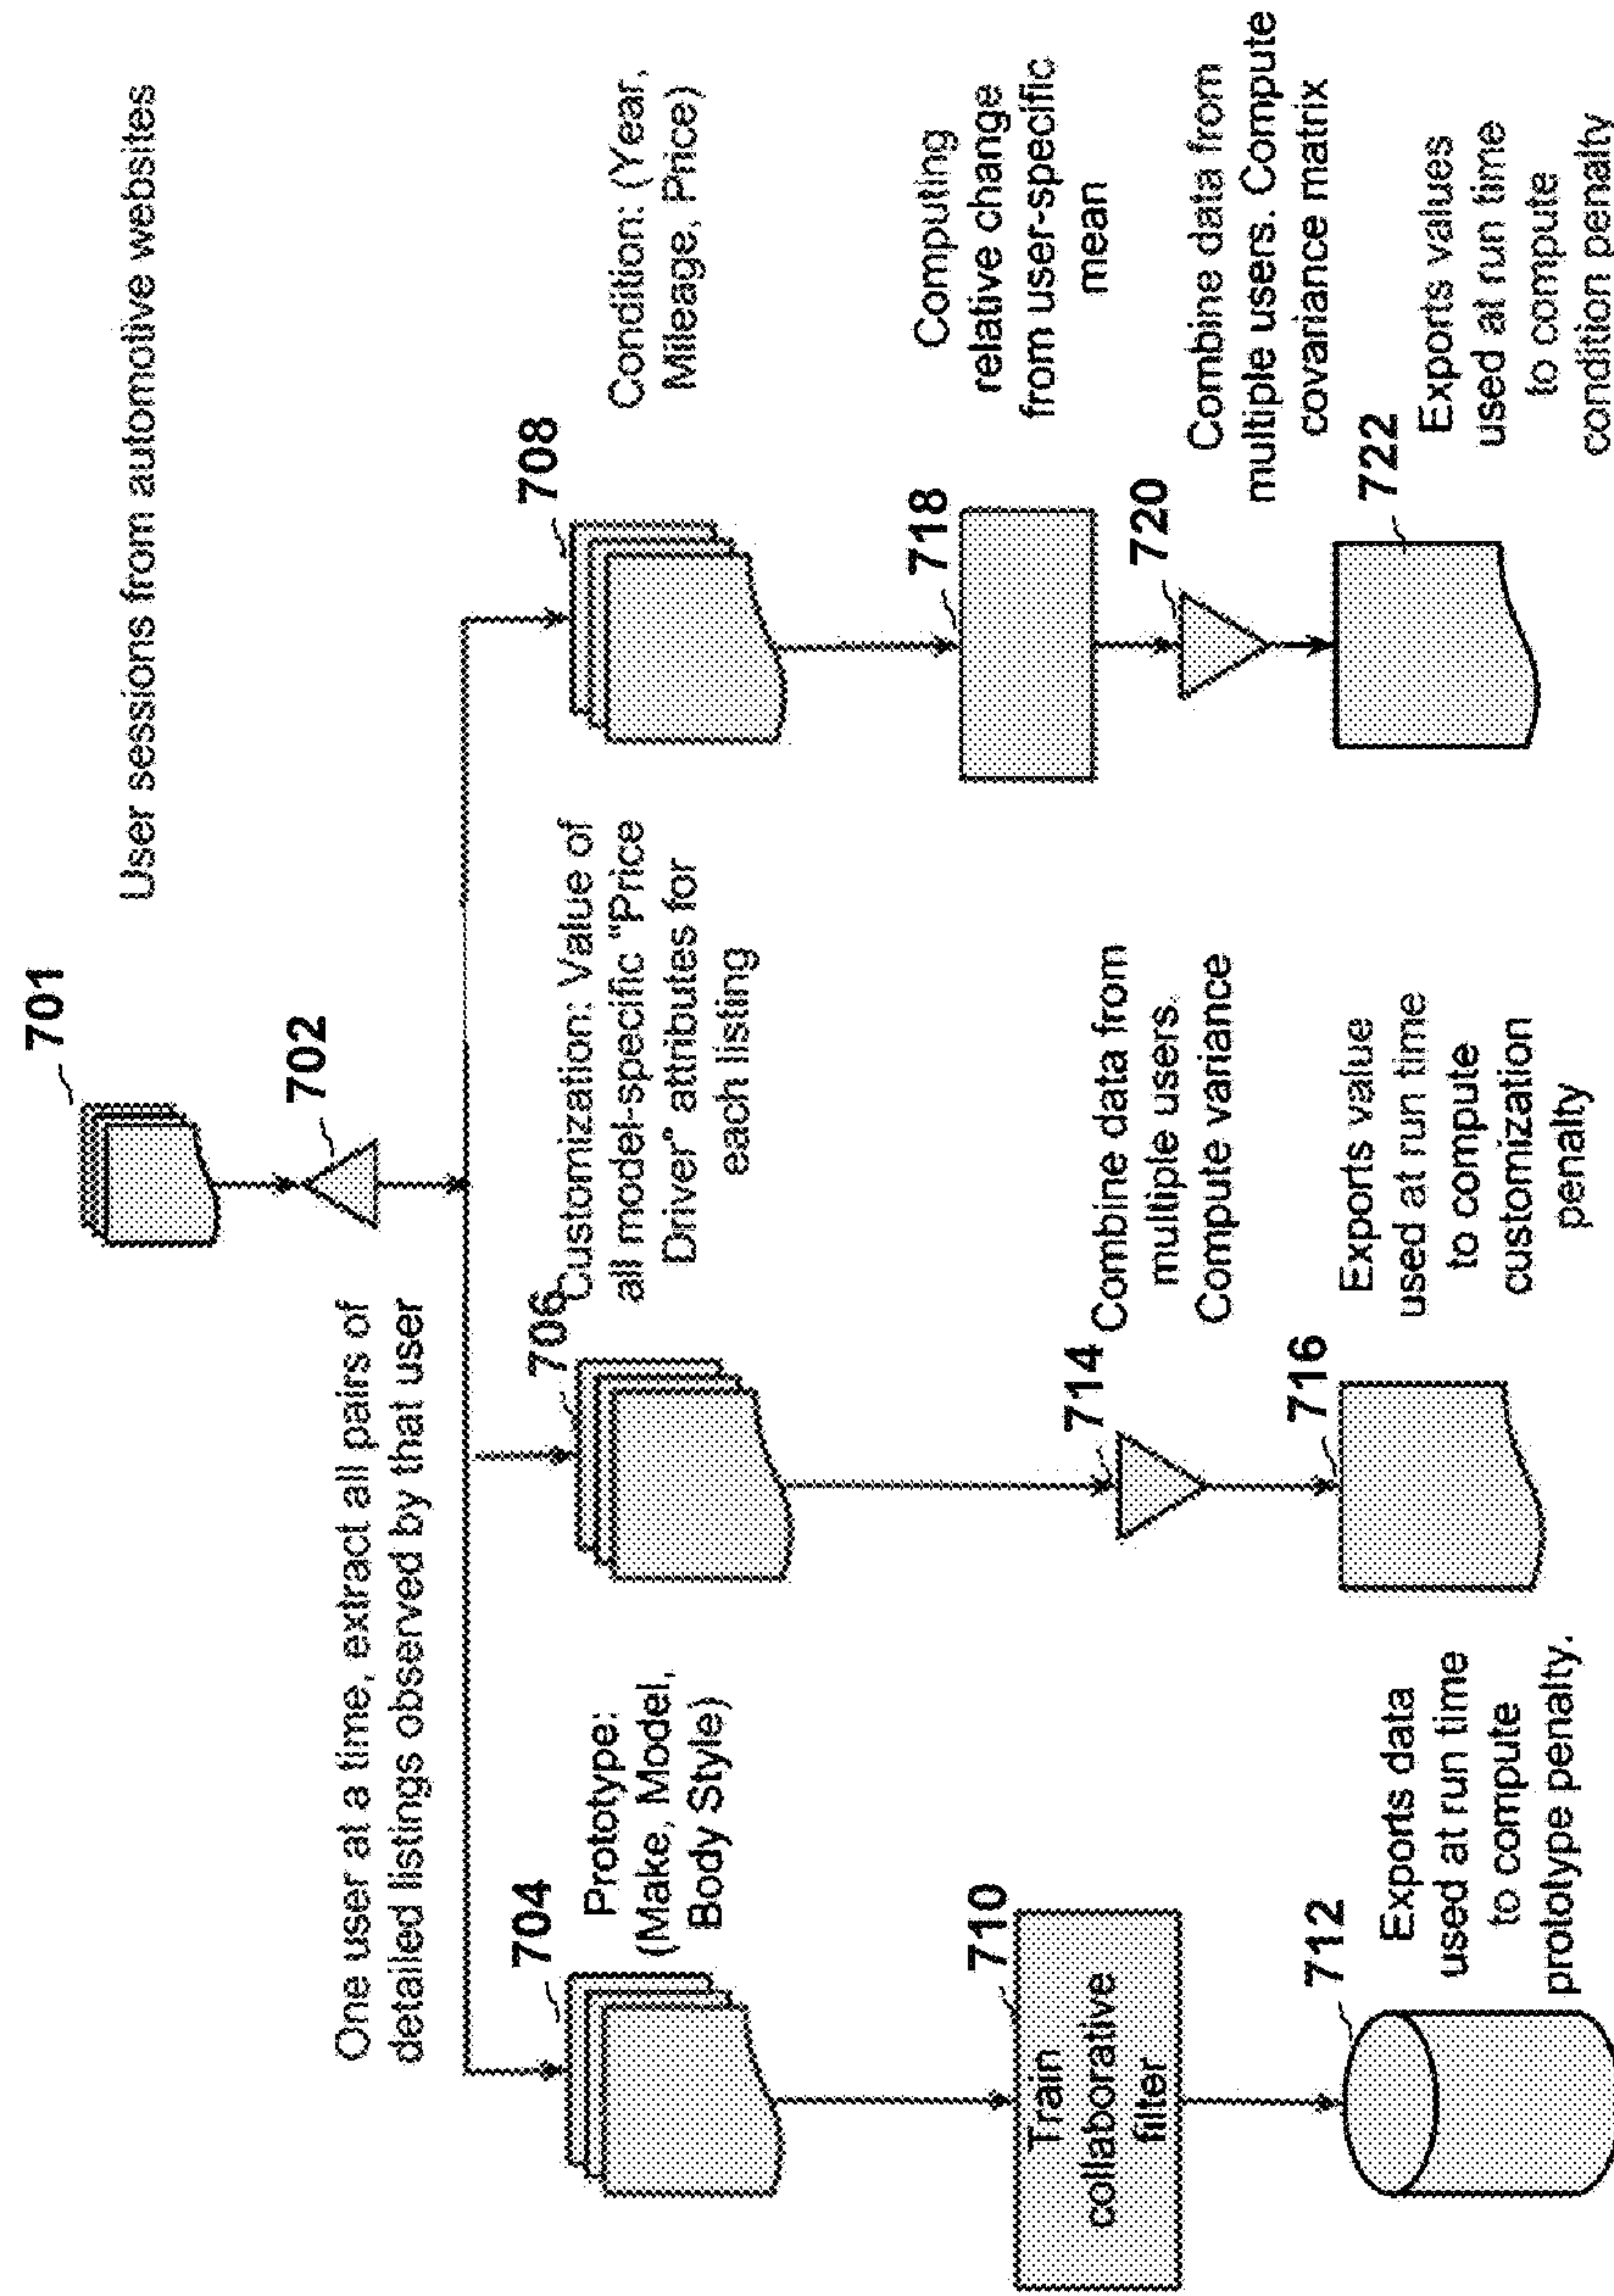 701
User sessions from automotive websites
702
One user at a time, extract all pairs of
detailed listings observed by that user
704
Prototype:
(Make, Model,
Body Style)
706
Customization: Value of
all model-specific "Price
Driver" attributes for
each listing
708
Condition: (Year,
Mileage, Price)
710
Train
collaborative
filter
714
Combine data from
multiple users.
Compute variance
718
Computing
relative change
from user-specific
mean
720
Combine data from
multiple users. Compute
covariance matrix
712
Exports data
used at run time
to compute
prototype penalty.
716
Exports value
used at run time
to compute
customization
penalty
722
Exports values
used at run time
to compute
condition penalty